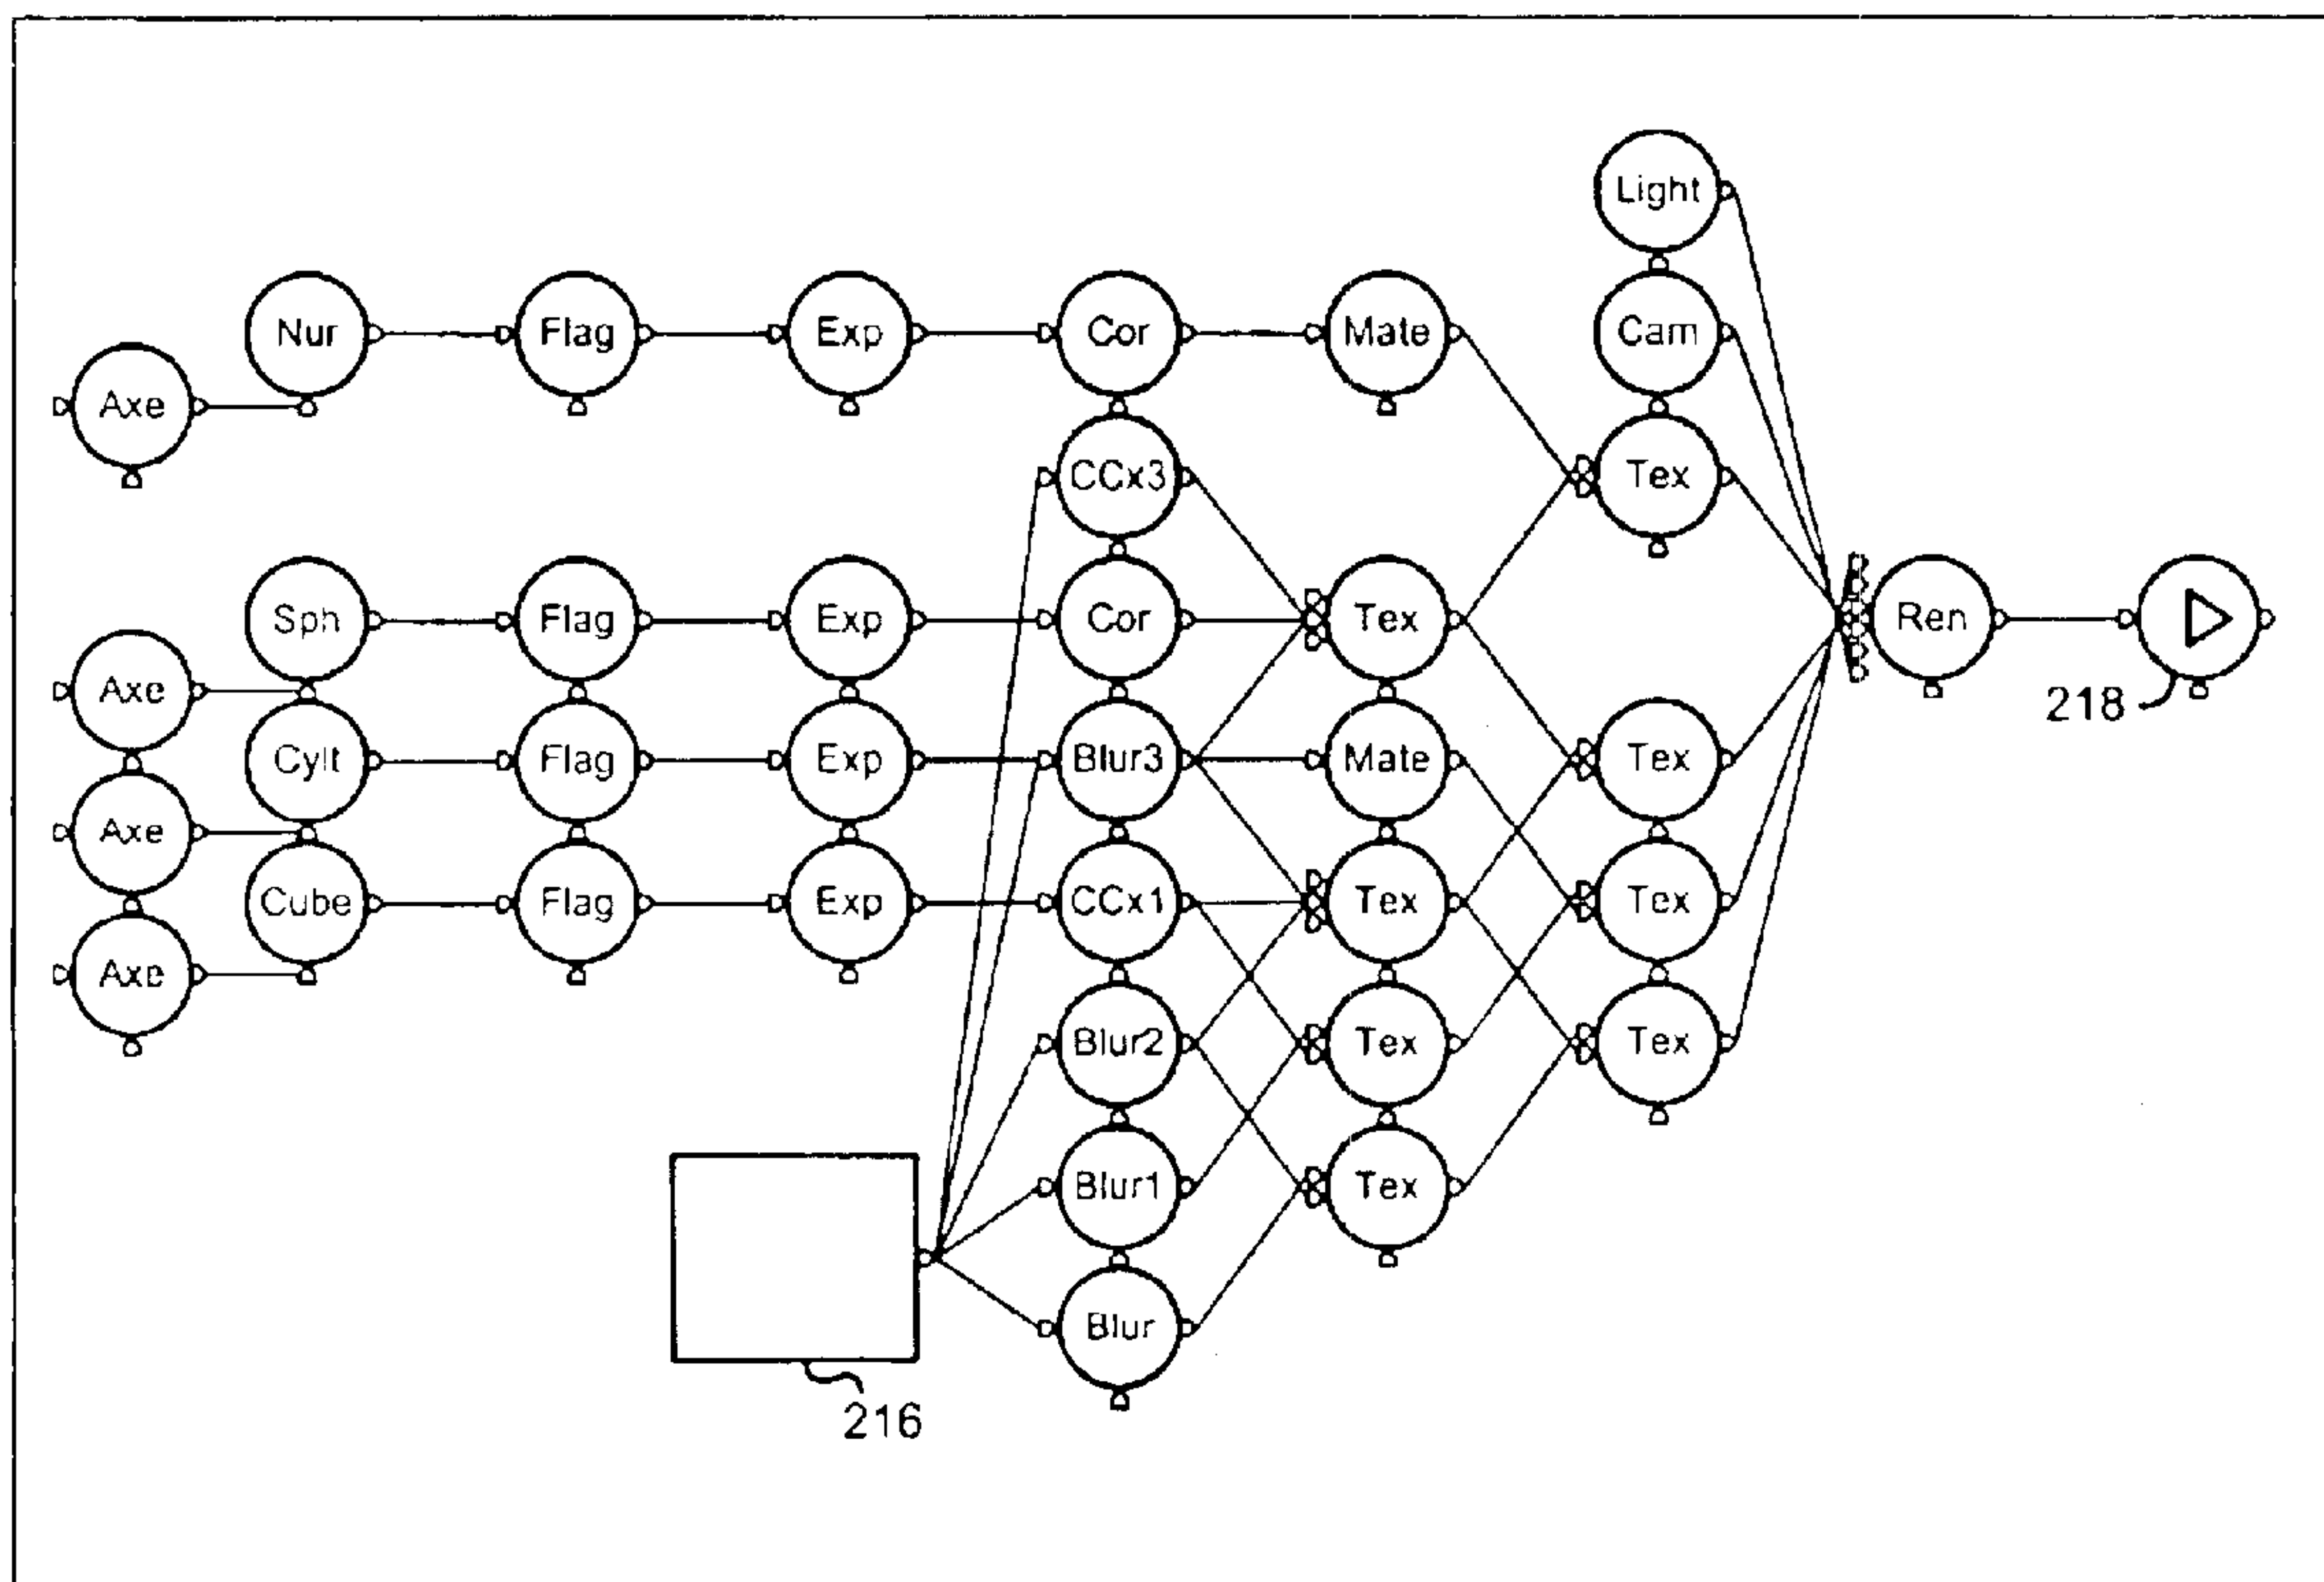 Light
Nur Flag Exp Cor Mate Cam
Axe
CCx3 Tex
Sph Flag Exp Cor Tex Ren
Axe
218
Cylt Flag Exp Blur3 Mate Tex
Axe
Cube Flag Exp CCx1 Tex Tex
Axe
Blur2 Tex Tex
Blur1 Tex
Blur
216